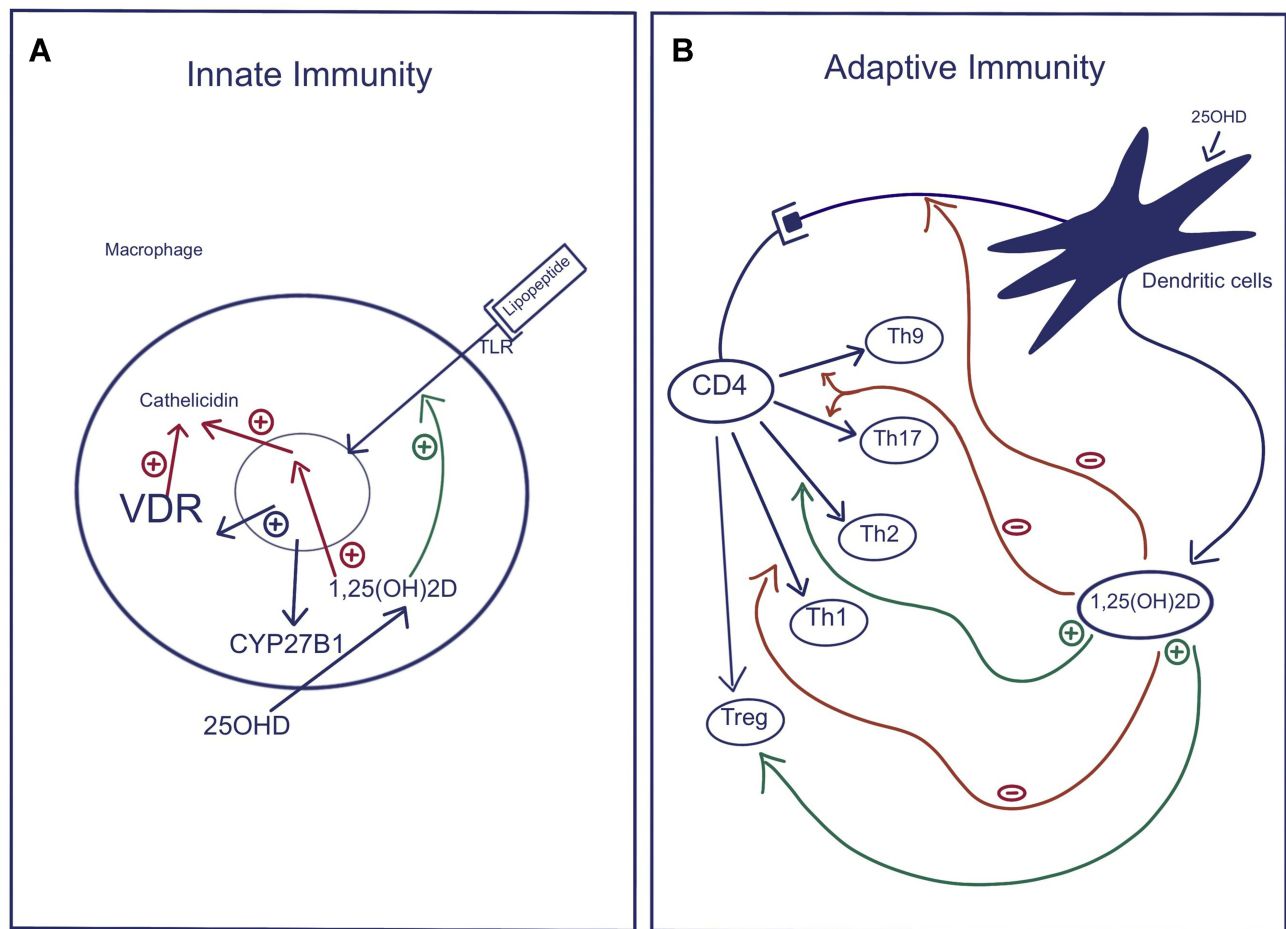 A
Innate Immunity
Macrophage
Lipopeptide
TLR
Cathelicidin
+
+
VDR
+
+
+
1,25(OH)2D
CYP27B1
25OHD
B
Adaptive Immunity
25OHD
Dendritic cells
Th9
CD4
Th17
-
-
Th2
1,25(OH)2D
Th1
+
+
Treg
-